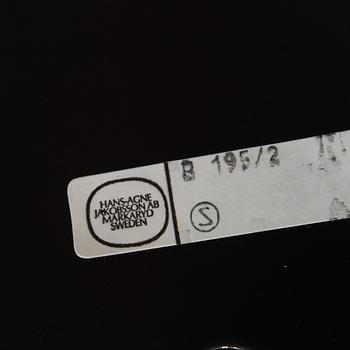 HANS-AGNE
JAKOBSSON AB
MARKARYD
SWEDEN
B 195/2
S